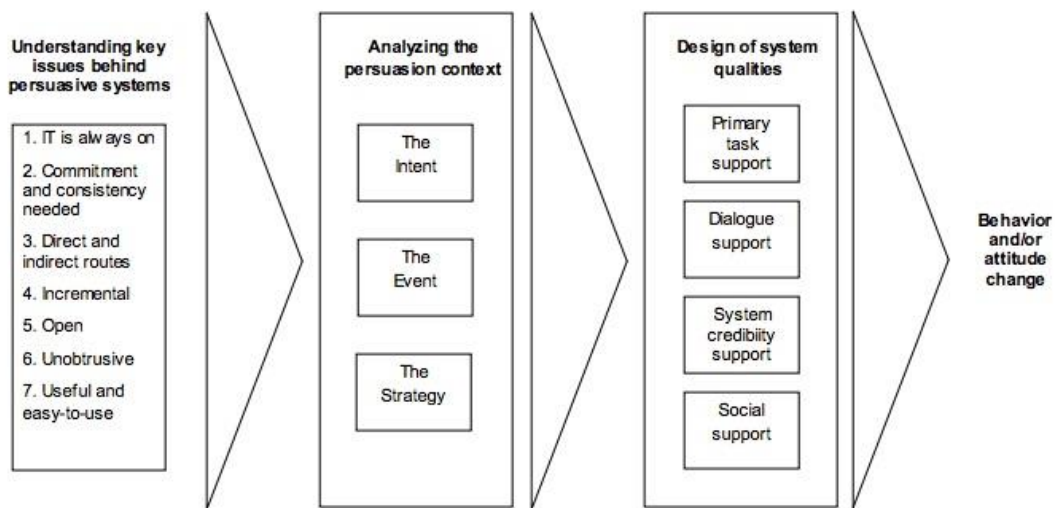 Understanding key
issues behind
persuasive systems
1. IT is always on
2. Commitment
and consistency
needed
3. Direct and
indirect routes
4. Incremental
5. Open
6. Unobtrusive
7. Useful and
easy-to-use
Analyzing the
persuasion context
The
Intent
The
Event
The
Strategy
Design of system
qualities
Primary
task
support
Dialogue
support
System
credibiity
support
Social
support
Behavior
and/or
attitude
change